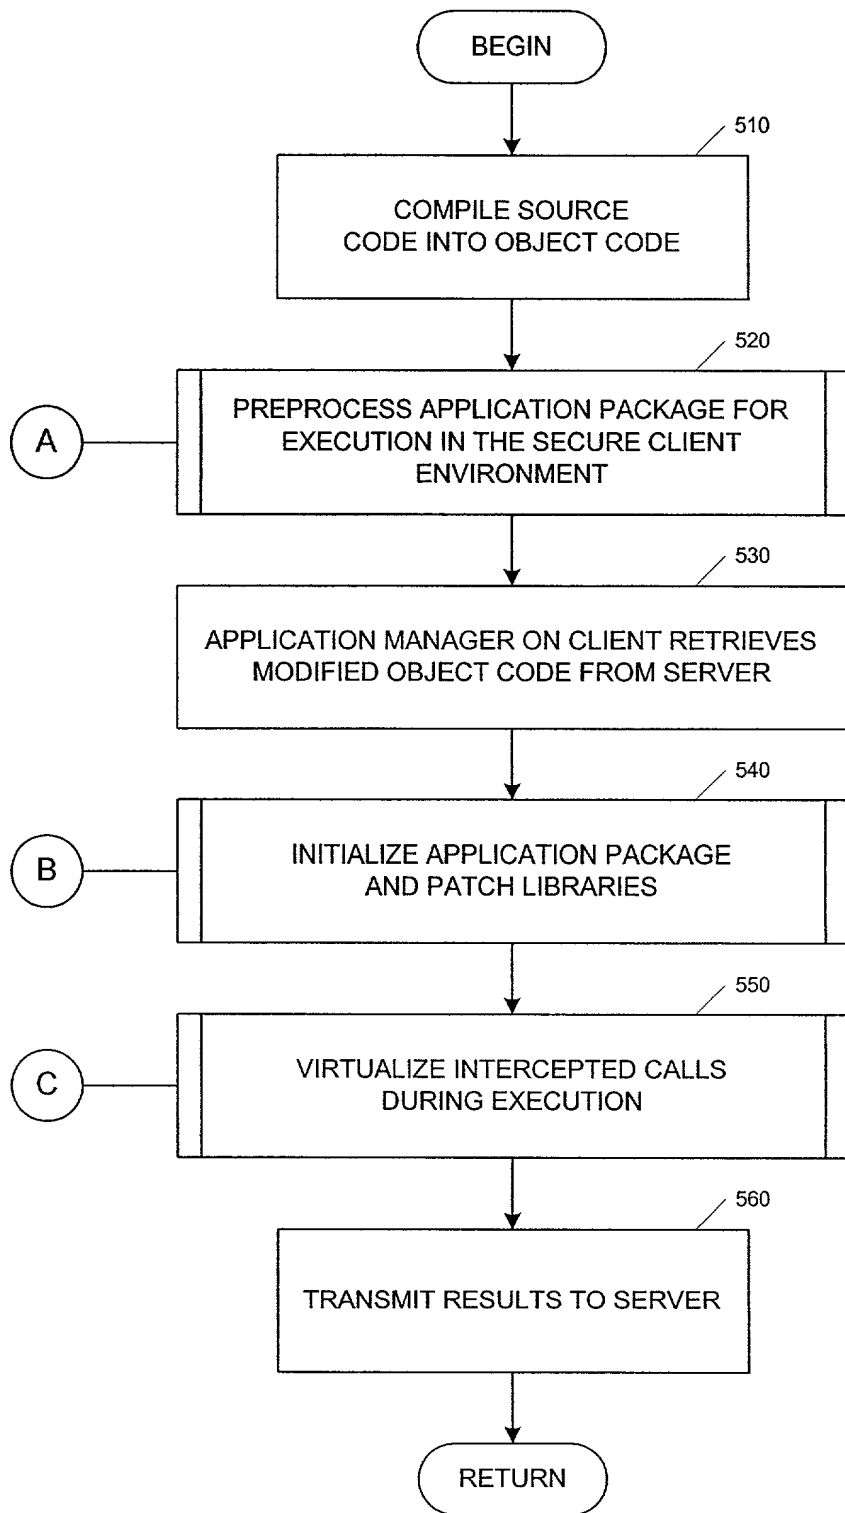 BEGIN
510
COMPILE SOURCE
CODE INTO OBJECT CODE
520
A
PREPROCESS APPLICATION PACKAGE FOR
EXECUTION IN THE SECURE CLIENT
ENVIRONMENT
530
APPLICATION MANAGER ON CLIENT RETRIEVES
MODIFIED OBJECT CODE FROM SERVER
540
B
INITIALIZE APPLICATION PACKAGE
AND PATCH LIBRARIES
550
C
VIRTUALIZE INTERCEPTED CALLS
DURING EXECUTION
560
TRANSMIT RESULTS TO SERVER
RETURN